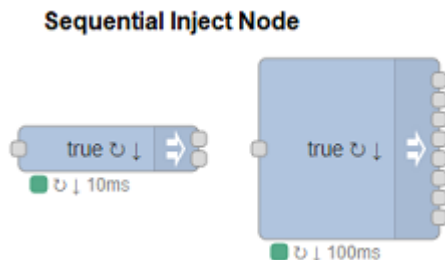 Sequential Inject Node
true ↻ ↓
true ↻ ↓
↻ ↓ 10ms
↻ ↓ 100ms